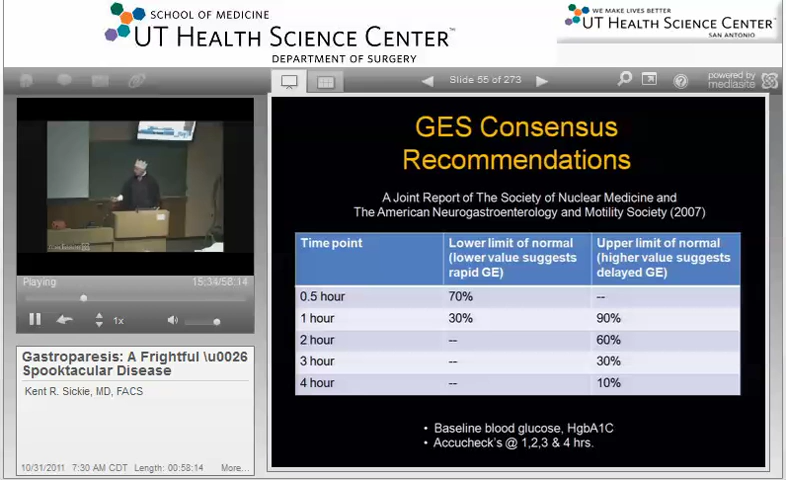 SCHOOL OF MEDICINE
UT HEALTH SCIENCE CENTER™
DEPARTMENT OF SURGERY
WE MAKE LIVES BETTER
UT HEALTH SCIENCE CENTER™
SAN ANTONIO
Slide 55 of 273
powered by
mediasite
GES Consensus
Recommendations
A Joint Report of The Society of Nuclear Medicine and
The American Neurogastroenterology and Motility Society (2007)
Time point Lower limit of normal (lower value suggests rapid GE) Upper limit of normal (higher value suggests delayed GE)
0.5 hour 70% --
1 hour 30% 90%
2 hour -- 60%
3 hour -- 30%
4 hour -- 10%
• Baseline blood glucose, HgbA1C
• Accucheck's @ 1,2,3 & 4 hrs.
Playing 15:34/58:14
1x
Gastroparesis: A Frightful \u0026
Spooktacular Disease
Kent R. Sickie, MD, FACS
10/31/2011 7:30 AM CDT Length: 00:58:14 More...